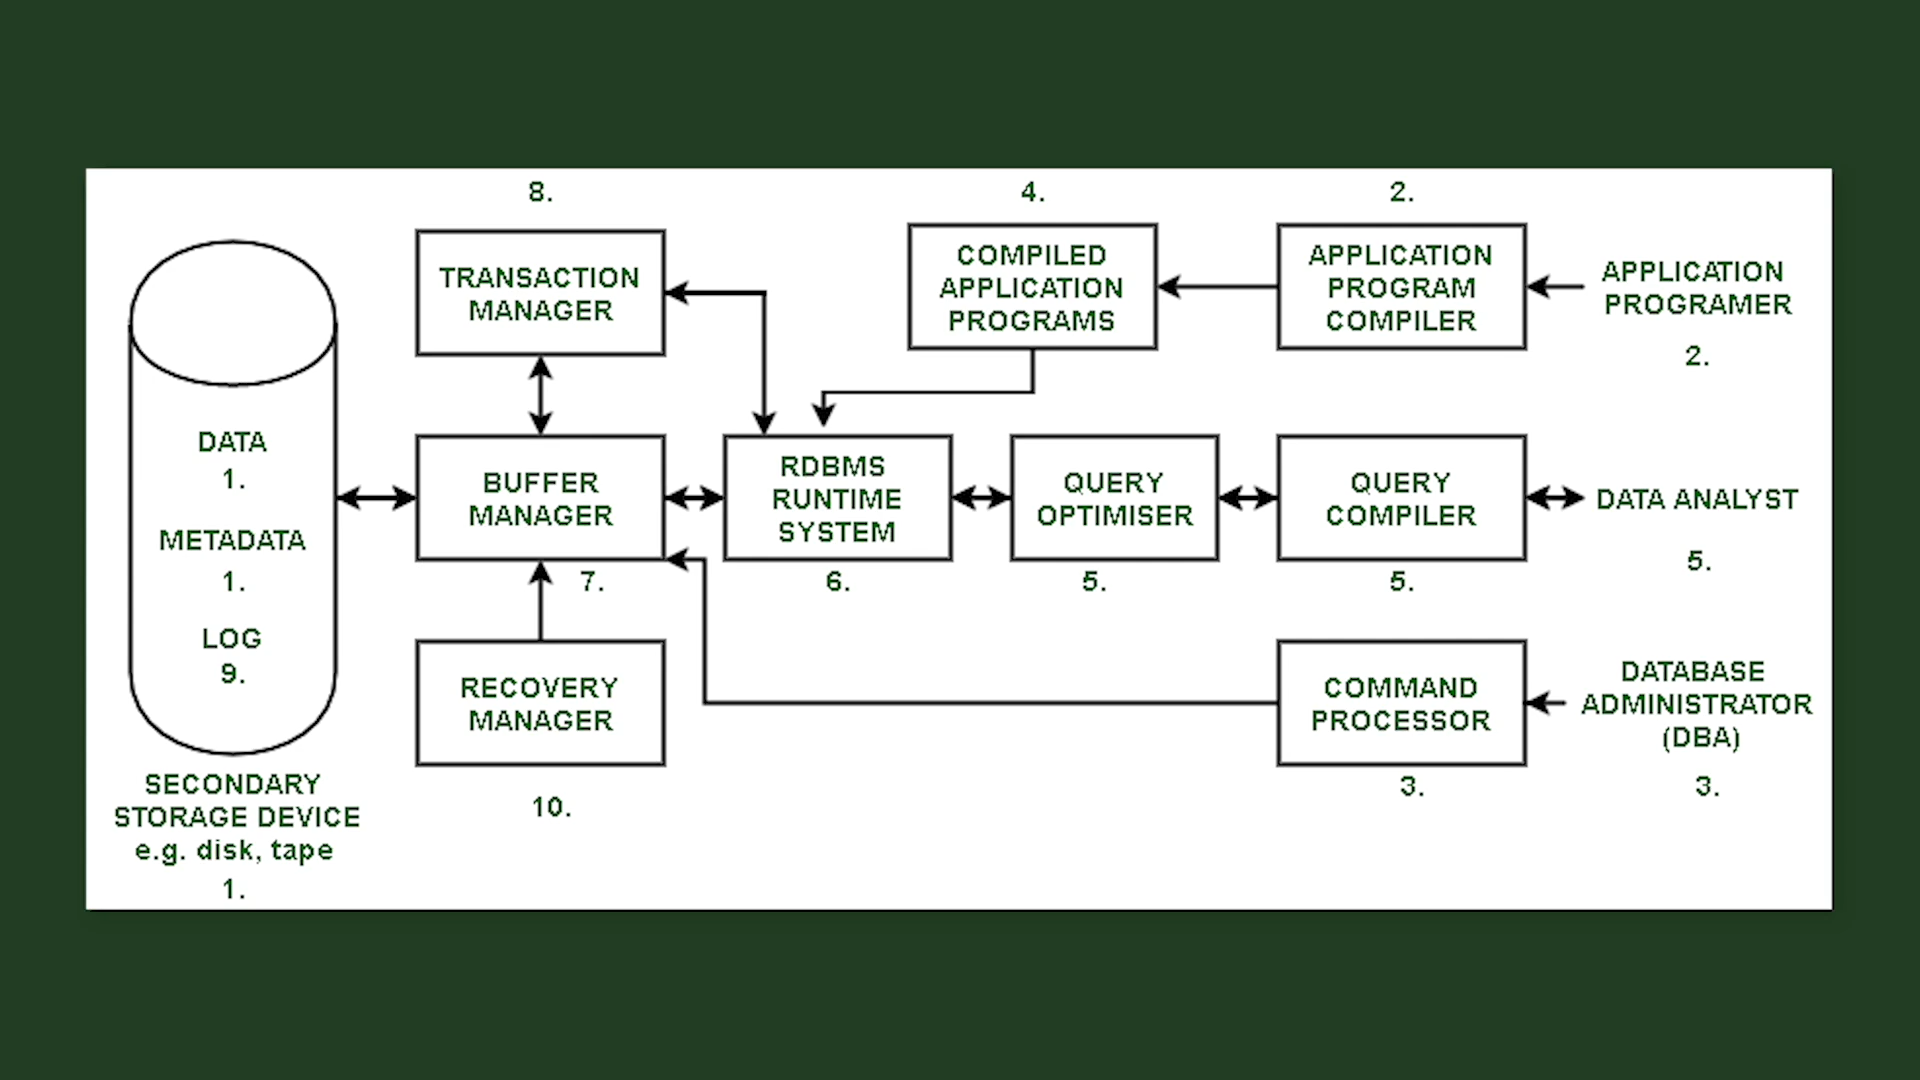 8.
4.
2.
TRANSACTION
MANAGER
COMPILED
APPLICATION
PROGRAMS
APPLICATION
PROGRAM
COMPILER
APPLICATION
PROGRAMER
2.
DATA
1.
METADATA
1.
LOG
9.
BUFFER
MANAGER
7.
RDBMS
RUNTIME
SYSTEM
6.
QUERY
OPTIMISER
5.
QUERY
COMPILER
5.
DATA ANALYST
5.
RECOVERY
MANAGER
10.
COMMAND
PROCESSOR
3.
DATABASE
ADMINISTRATOR
(DBA)
3.
SECONDARY
STORAGE DEVICE
e.g. disk, tape
1.